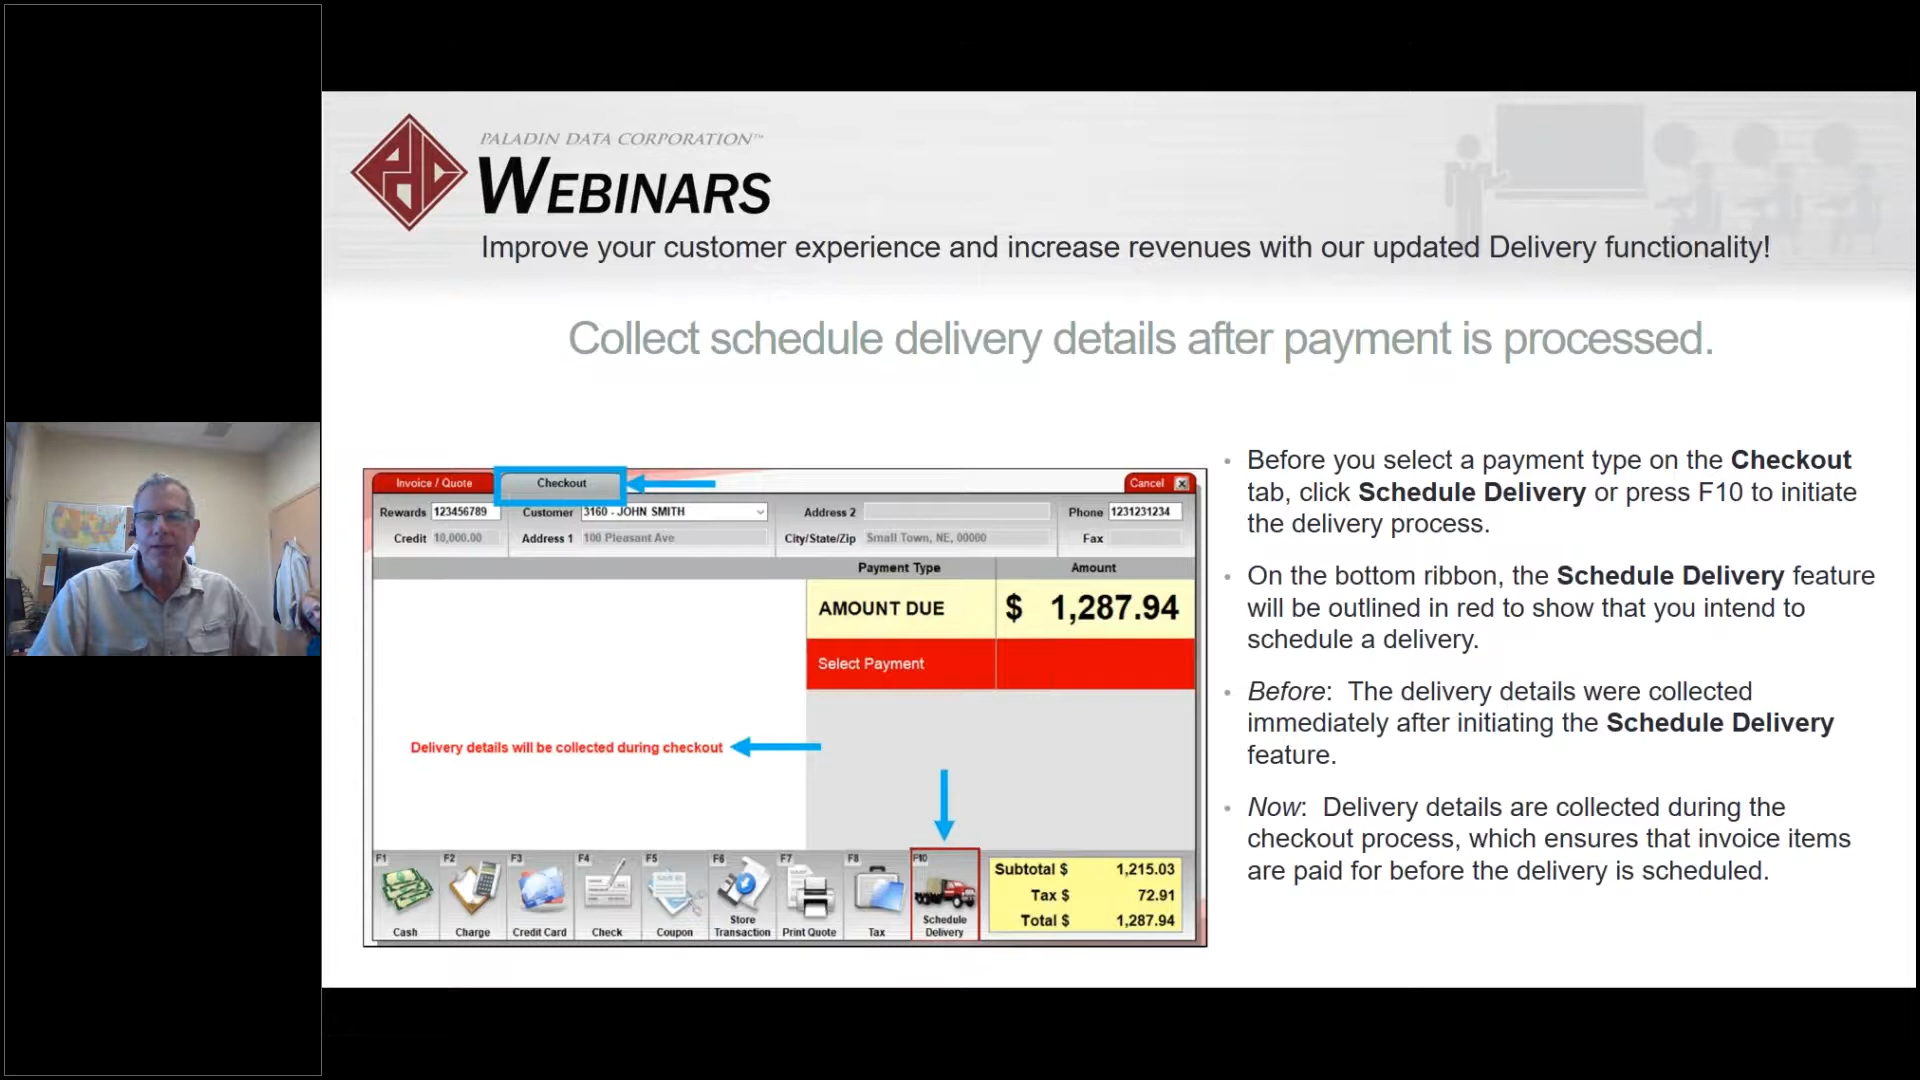 PALADIN DATA CORPORATION™
WEBINARS
Improve your customer experience and increase revenues with our updated Delivery functionality!
Collect schedule delivery details after payment is processed.
Invoice / Quote
Checkout
Cancel
Rewards 123456789
Customer 3160 - JOHN SMITH
Address 2
Phone 1231231234
Credit 10,000.00
Address 1 100 Pleasant Ave
City/State/Zip Small Town, NE, 00000
Fax
Payment Type
Amount
AMOUNT DUE $ 1,287.94
Select Payment
Delivery details will be collected during checkout
F1
Cash
F2
Charge
F3
Credit Card
F4
Check
F5
Coupon
F6
Store
Transaction
F7
Print Quote
F8
Tax
F10
Schedule
Delivery
Subtotal $ 1,215.03
Tax $ 72.91
Total $ 1,287.94
• Before you select a payment type on the Checkout
tab, click Schedule Delivery or press F10 to initiate
the delivery process.
• On the bottom ribbon, the Schedule Delivery feature
will be outlined in red to show that you intend to
schedule a delivery.
• Before: The delivery details were collected
immediately after initiating the Schedule Delivery
feature.
• Now: Delivery details are collected during the
checkout process, which ensures that invoice items
are paid for before the delivery is scheduled.